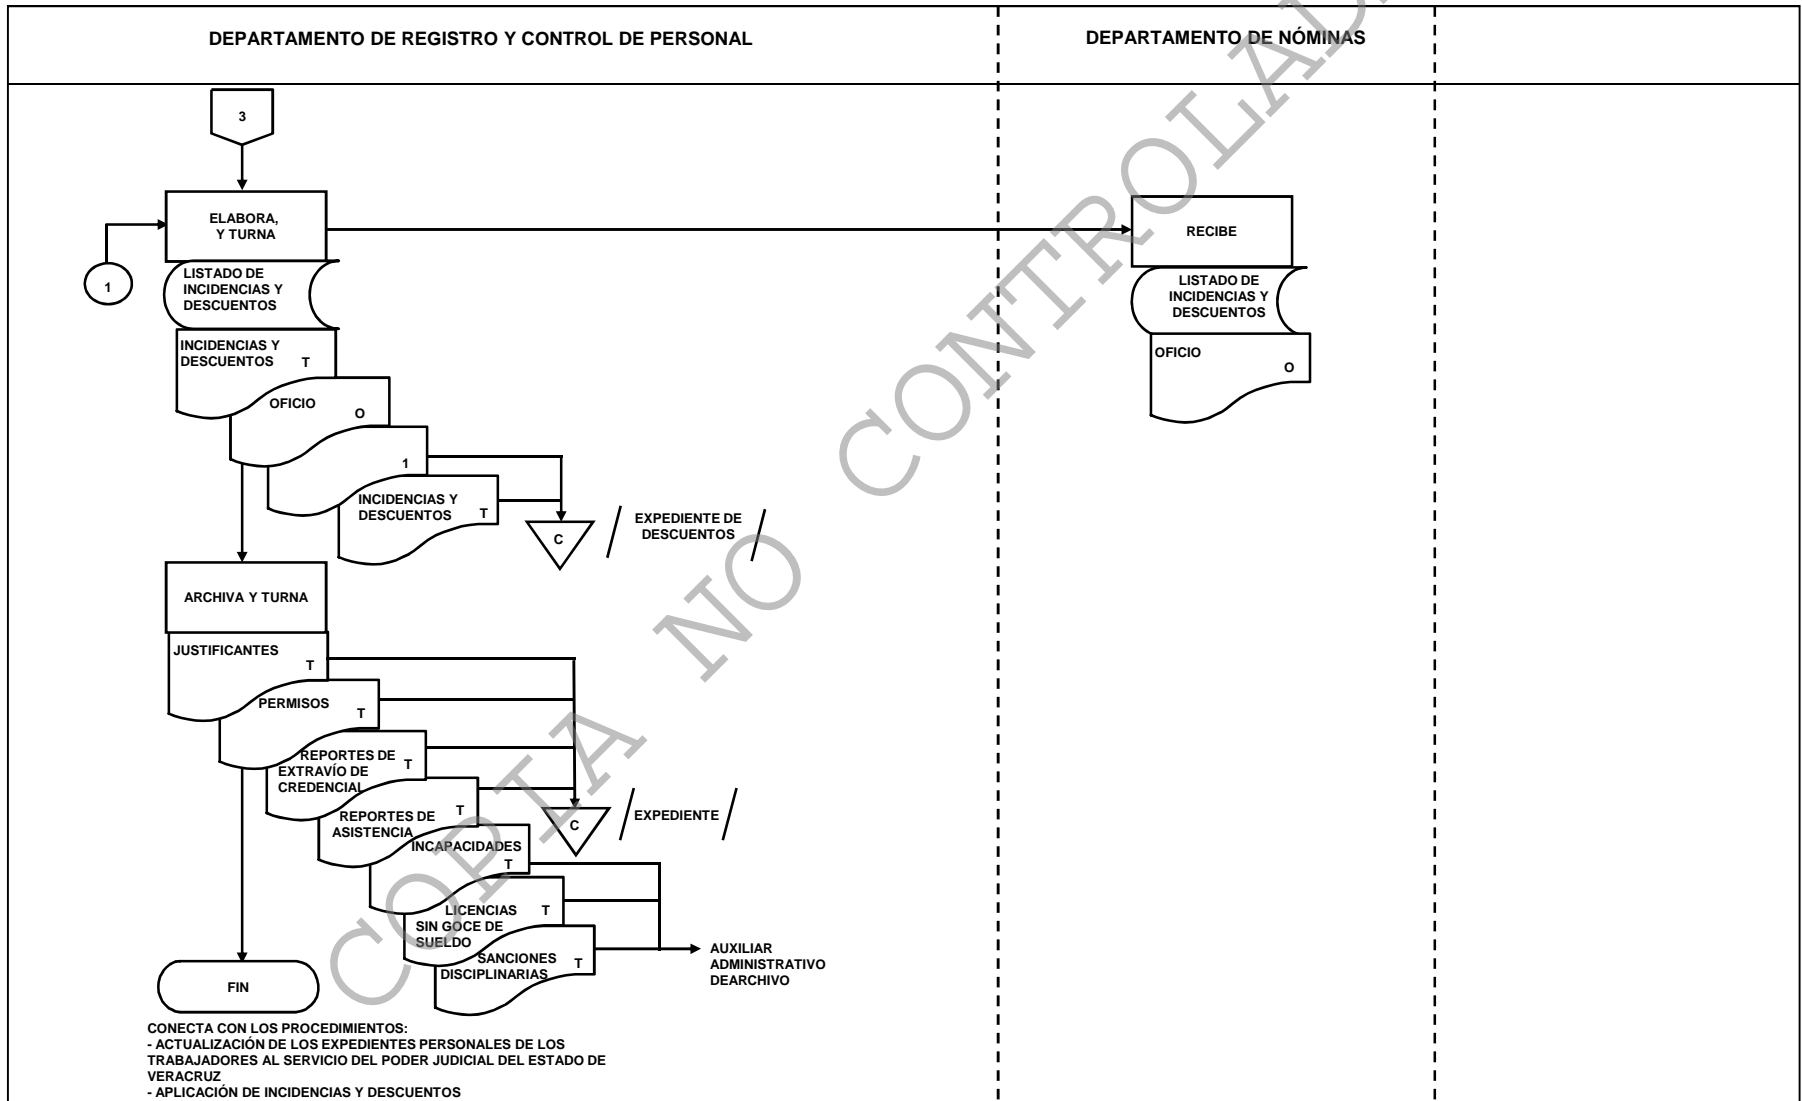 DEPARTAMENTO DE REGISTRO Y CONTROL DE PERSONAL
DEPARTAMENTO DE NÓMINAS
3
ELABORA,
Y TURNA
1
LISTADO DE
INCIDENCIAS Y
DESCUENTOS
INCIDENCIAS Y
DESCUENTOS T
OFICIO
O
1
INCIDENCIAS Y
DESCUENTOS T
C
EXPEDIENTE DE
DESCUENTOS
RECIBE
LISTADO DE
INCIDENCIAS Y
DESCUENTOS
OFICIO
O
ARCHIVA Y TURNA
JUSTIFICANTES
T
PERMISOS
T
REPORTES DE
EXTRAVÍO DE T
CREDENCIAL
T
REPORTES DE
ASISTENCIA
C
EXPEDIENTE
INCAPACIDADES
T
LICENCIAS T
SIN GOCE DE
SUELDO
SANCIONES
DISCIPLINARIAS T
AUXILIAR
ADMINISTRATIVO
DEARCHIVO
FIN
CONECTA CON LOS PROCEDIMIENTOS:
- ACTUALIZACIÓN DE LOS EXPEDIENTES PERSONALES DE LOS
TRABAJADORES AL SERVICIO DEL PODER JUDICIAL DEL ESTADO DE
VERACRUZ
- APLICACIÓN DE INCIDENCIAS Y DESCUENTOS
COPIA NO CONTROLAD